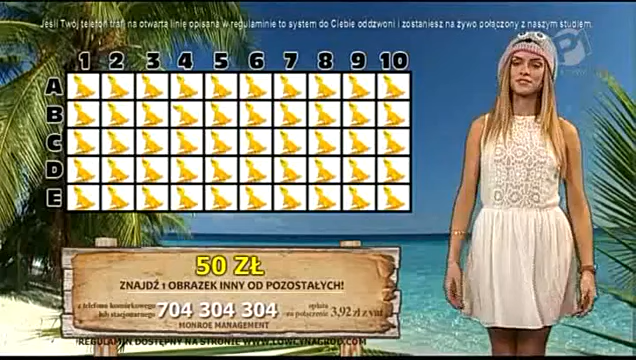 Jeśli Twój telefon trafi na otwartą linię opisaną w regulaminie to system do Ciebie oddzwoni i zostaniesz na żywo połączony z naszym studiem.
1 2 3 4 5 6 7 8 9 10
A
B
C
D
E
50 ZŁ
ZNAJDŹ 1 OBRAZEK INNY OD POZOSTAŁYCH!
z telefonu komórkowego
lub stacjonarnego
704 304 304
opłata
za połączenie 3,92 zł z vat
MONROE MANAGEMENT
REGULAMIN DOSTĘPNY NA STRONIE WWW.LOWCYNAGROD.COM